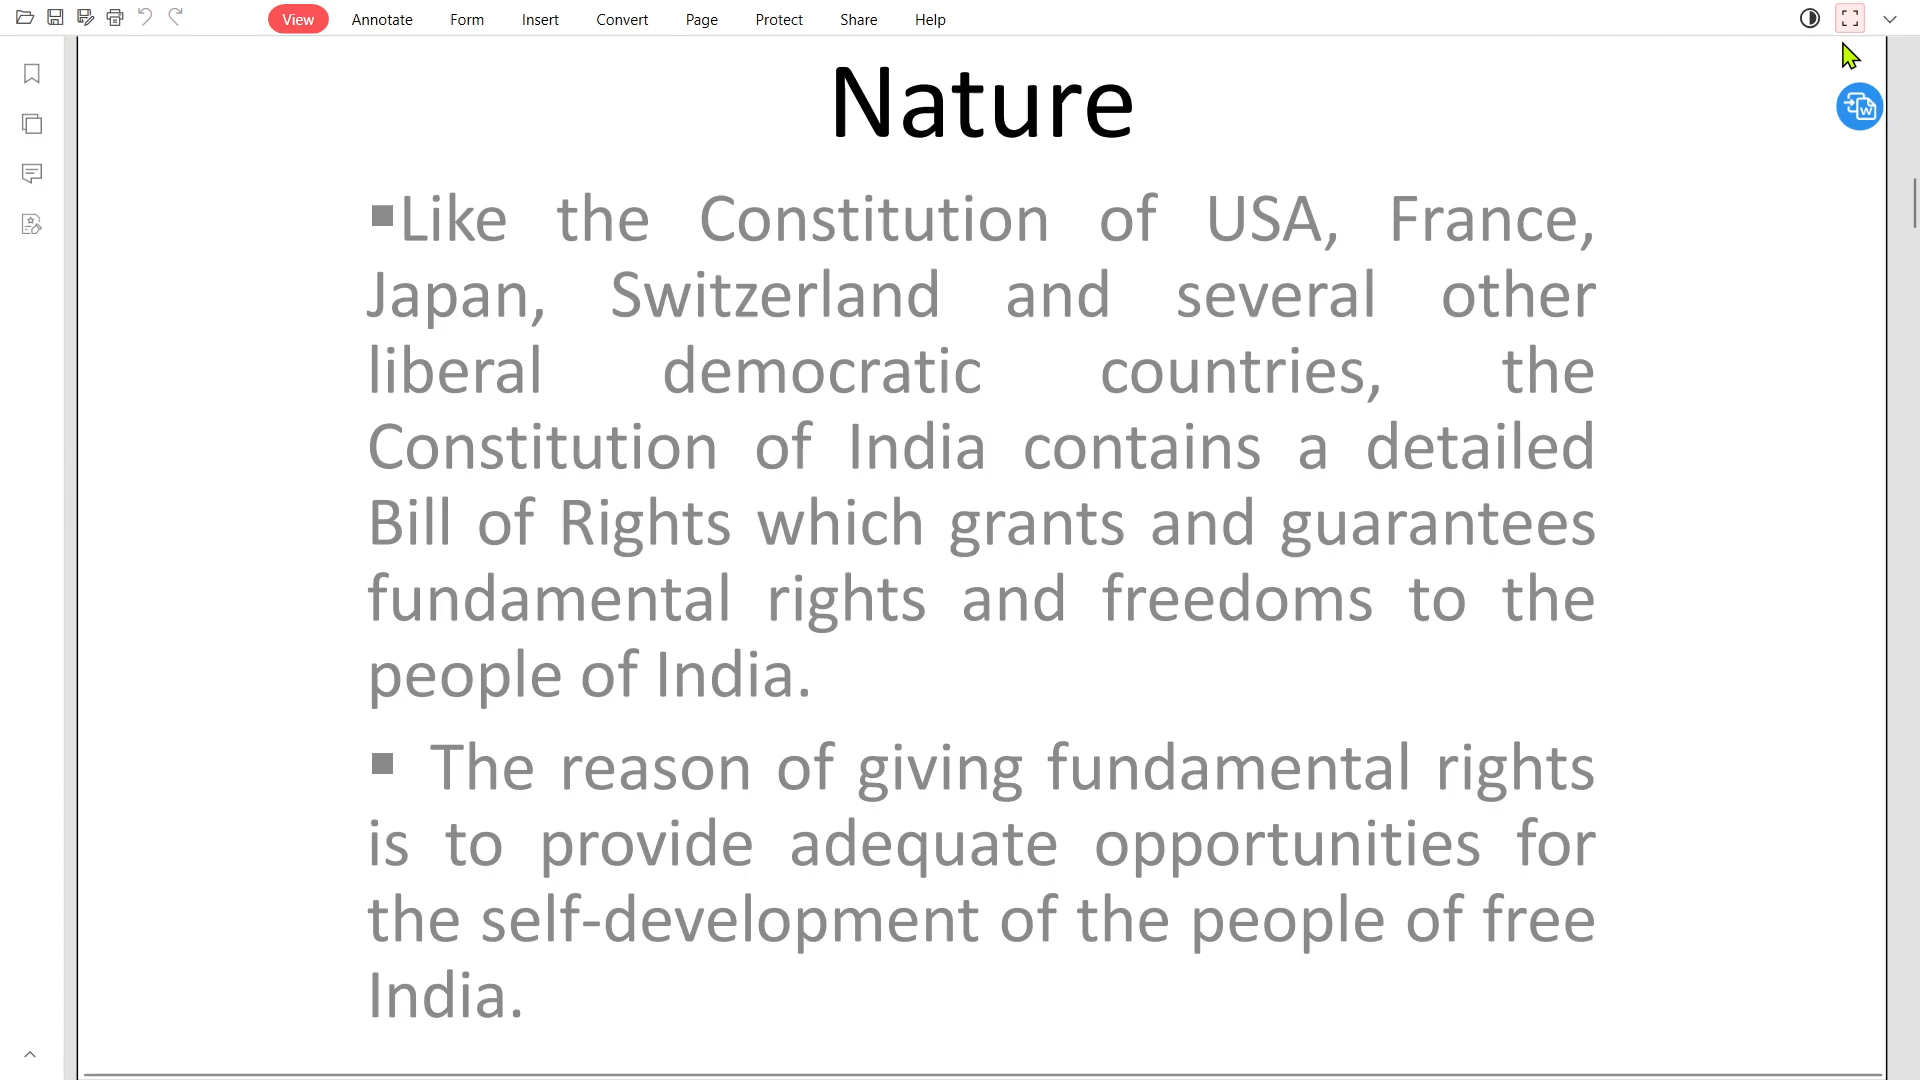 View Annotate Form Insert Convert Page Protect Share Help
Nature
▪Like the Constitution of USA, France,
Japan, Switzerland and several other
liberal democratic countries, the
Constitution of India contains a detailed
Bill of Rights which grants and guarantees
fundamental rights and freedoms to the
people of India.
▪ The reason of giving fundamental rights
is to provide adequate opportunities for
the self-development of the people of free
India.